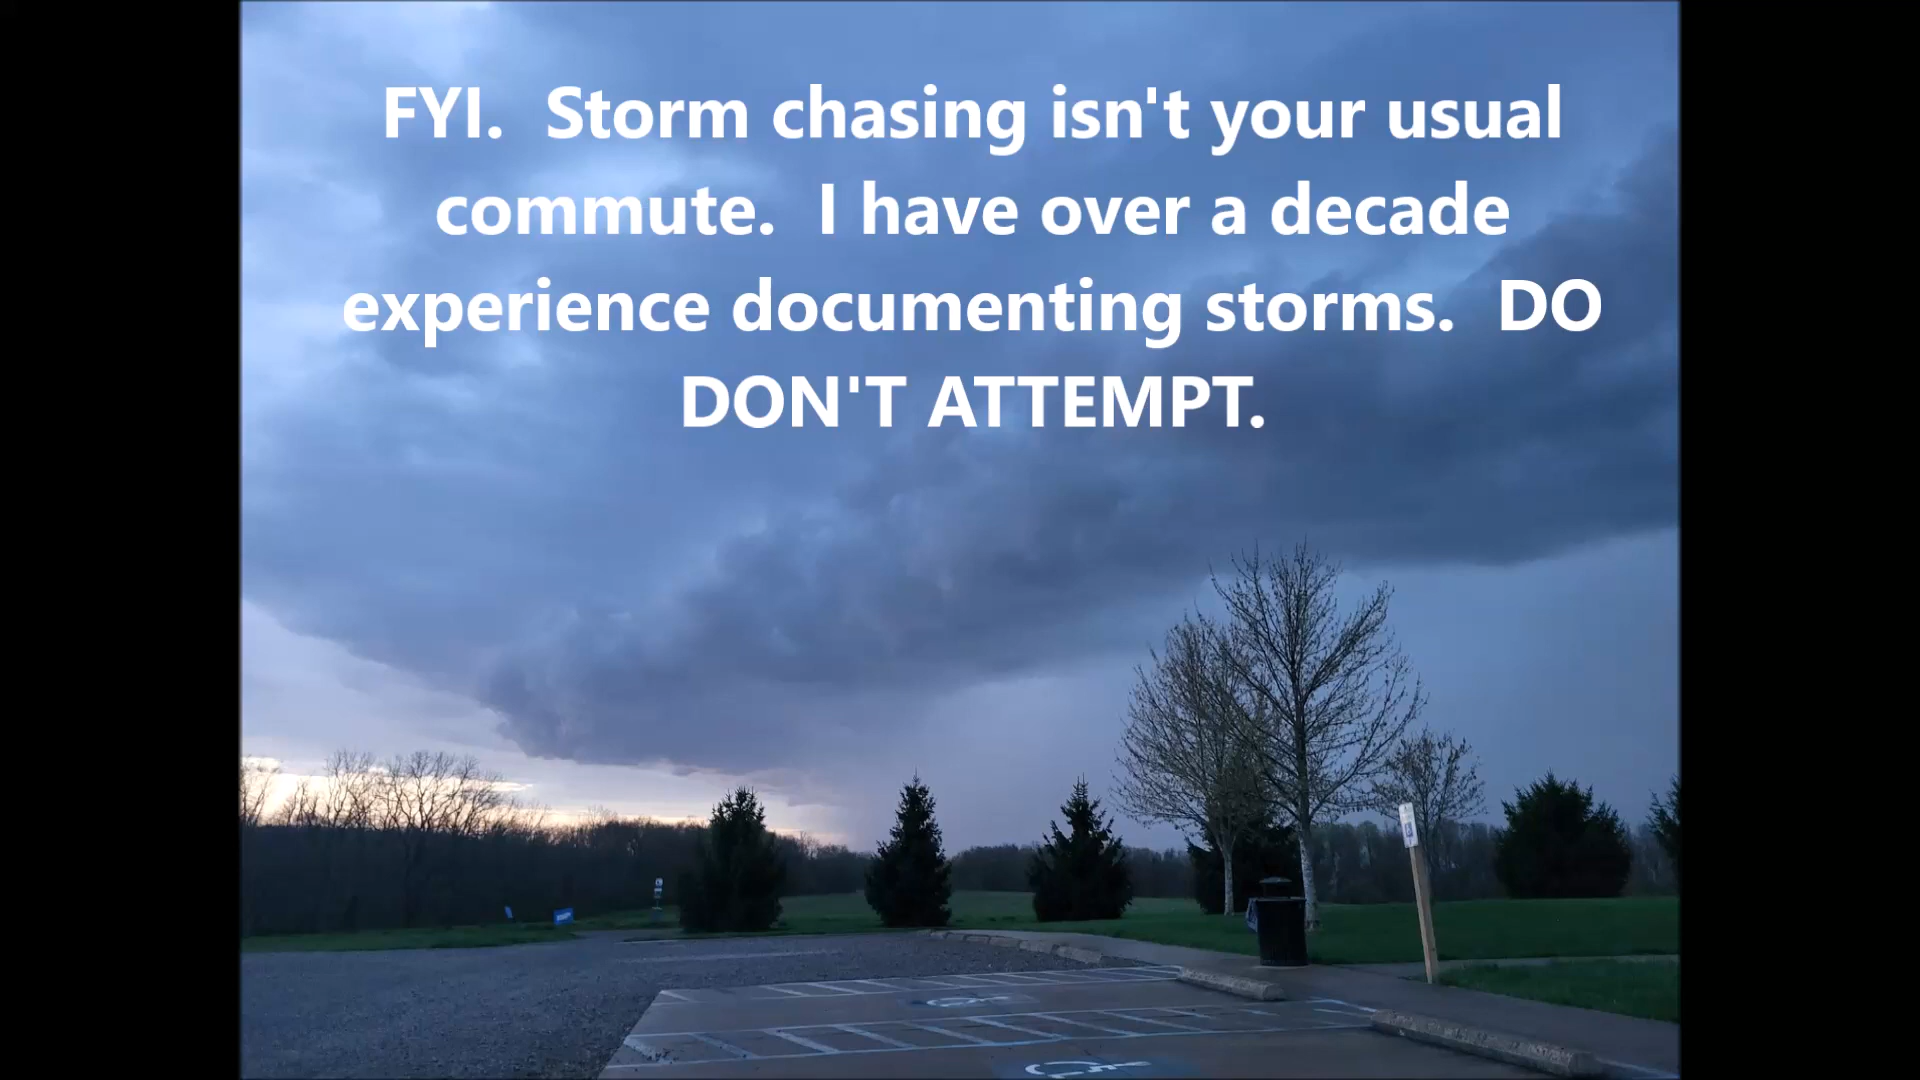 FYI.  Storm chasing isn't your usual
commute.  I have over a decade
experience documenting storms.  DO
DON'T ATTEMPT.